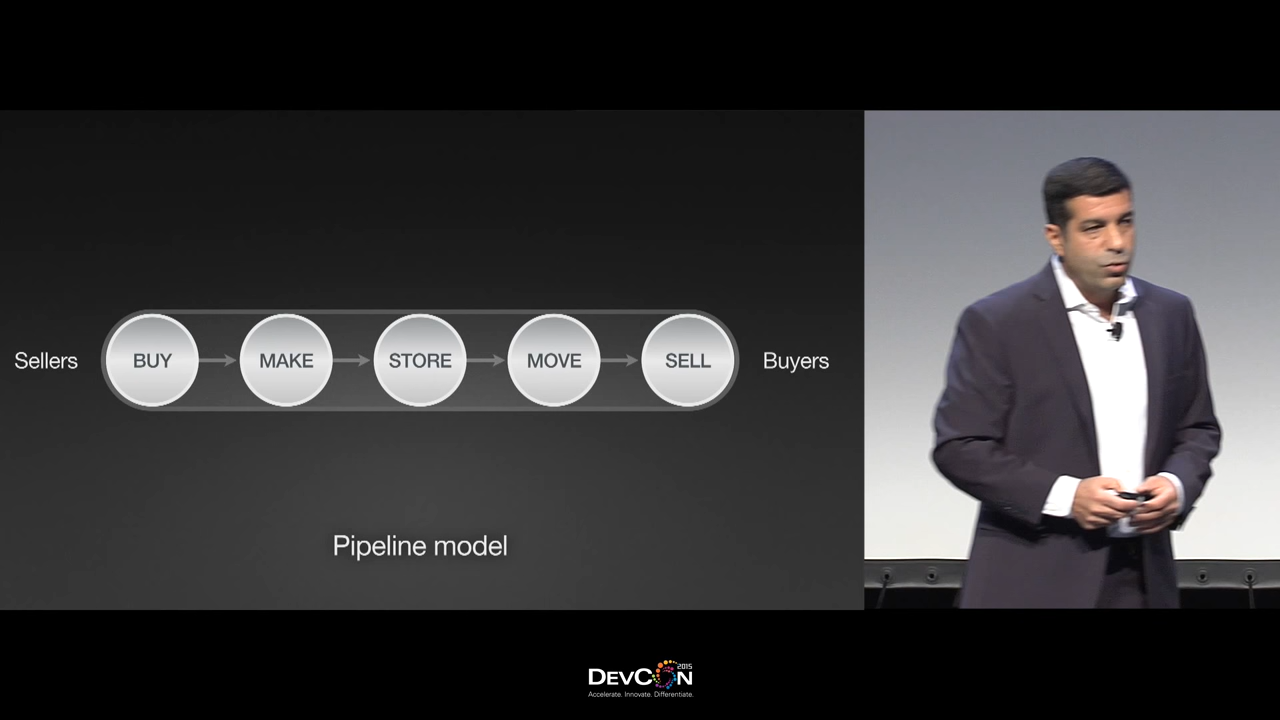 Sellers
BUY
MAKE
STORE
MOVE
SELL
Buyers
Pipeline model
DEVCON 2015
Accelerate. Innovate. Differentiate.